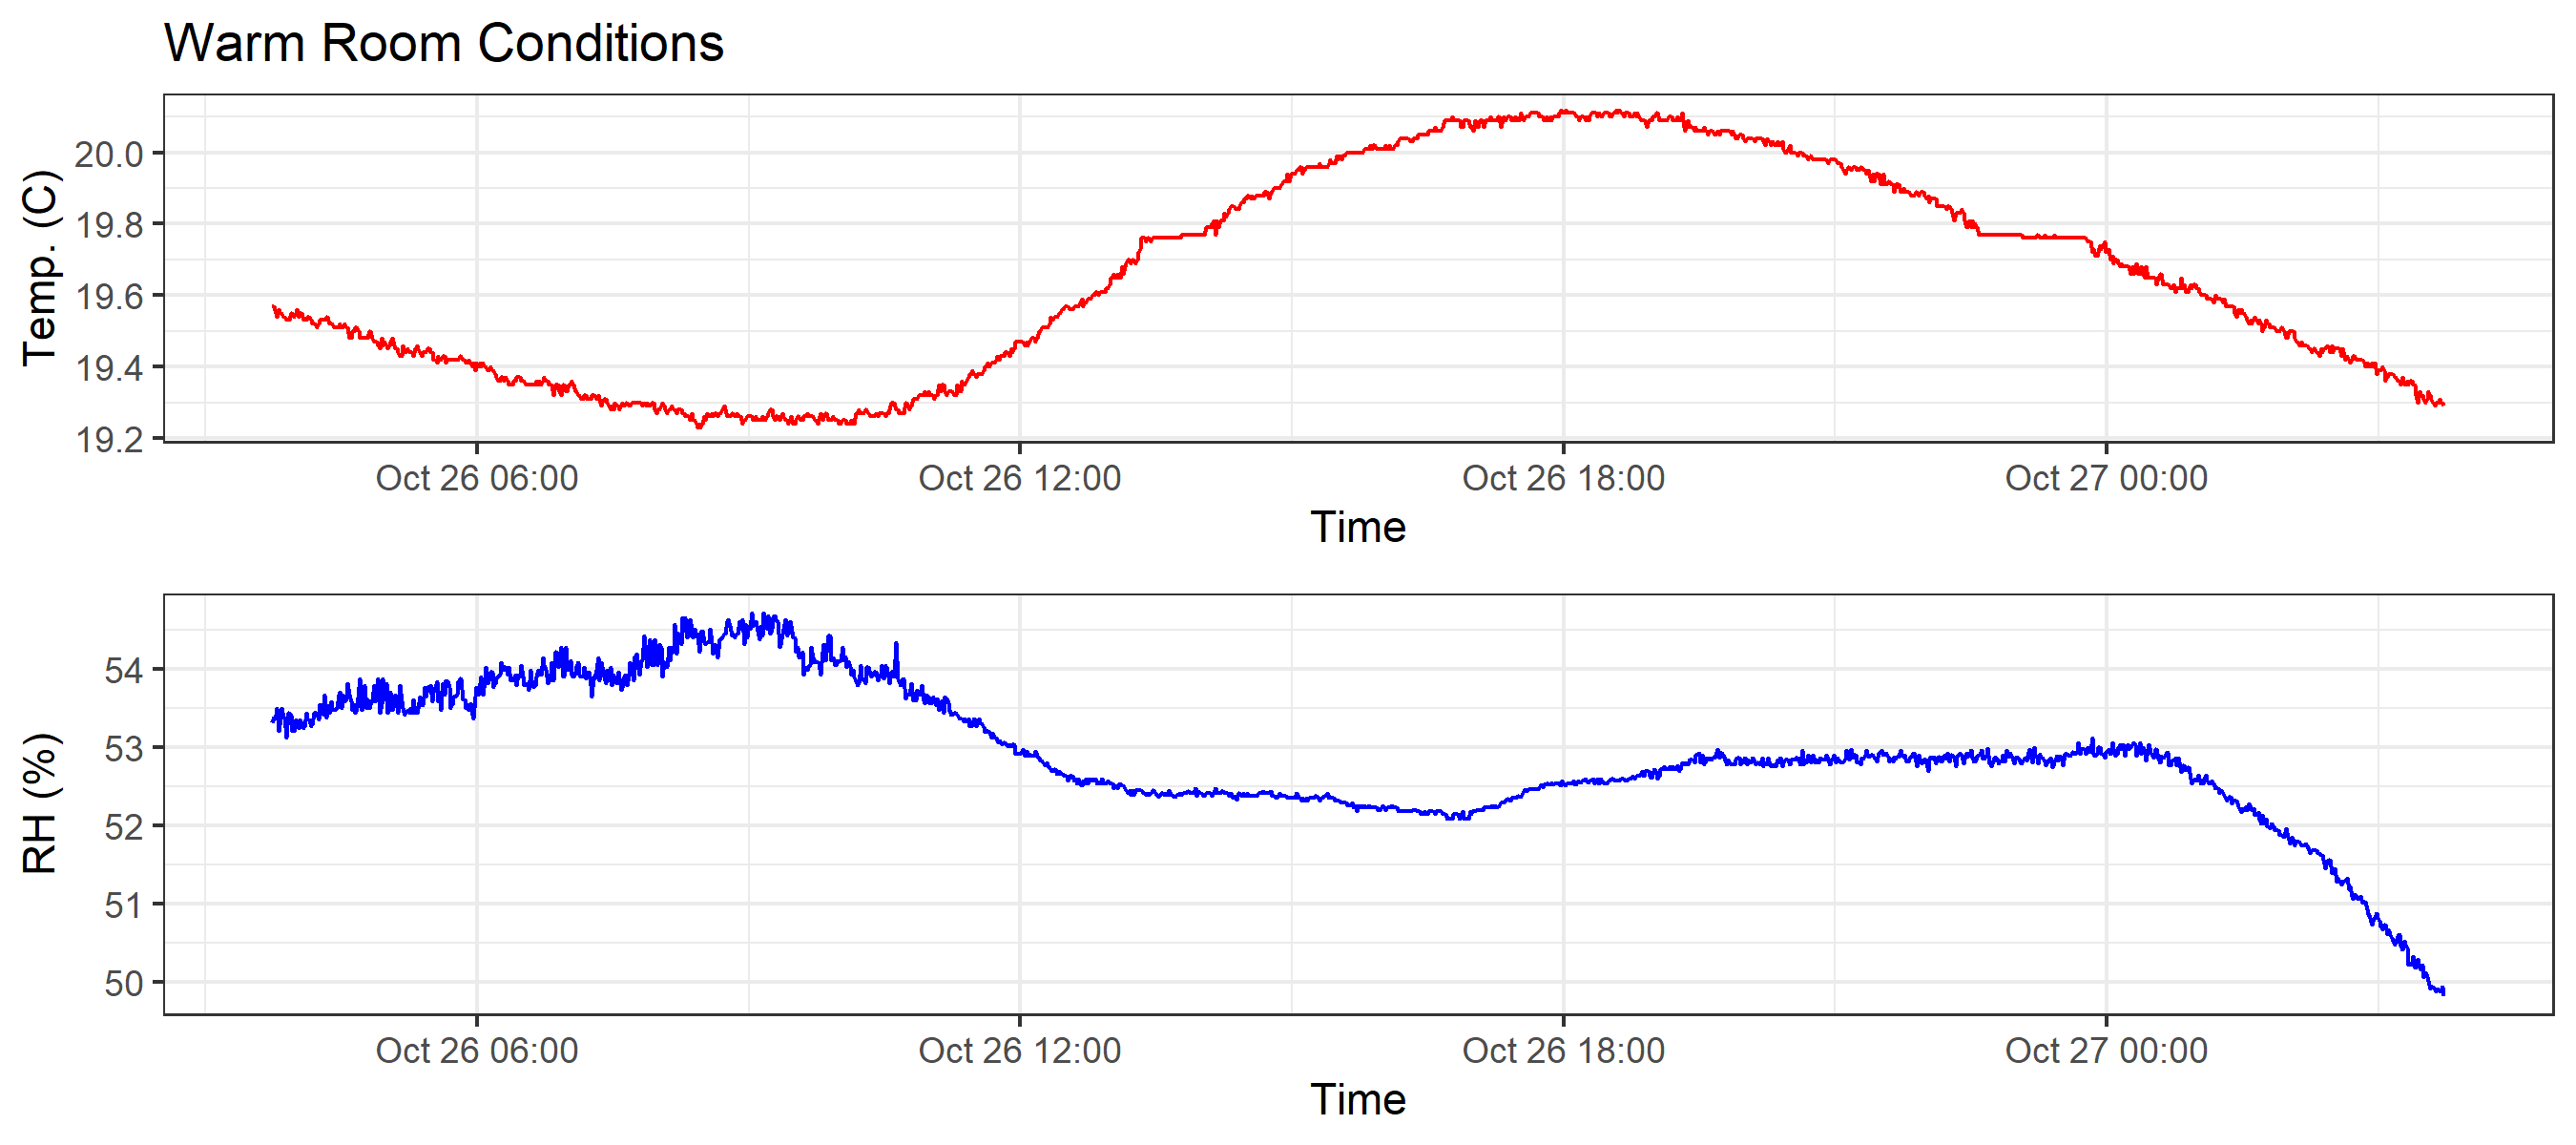 Warm Room Conditions
Temp. (C)
20.0
19.8
19.6
19.4
19.2
Oct 26 06:00 Oct 26 12:00 Oct 26 18:00 Oct 27 00:00
Time
RH (%)
54
53
52
51
50
Oct 26 06:00 Oct 26 12:00 Oct 26 18:00 Oct 27 00:00
Time